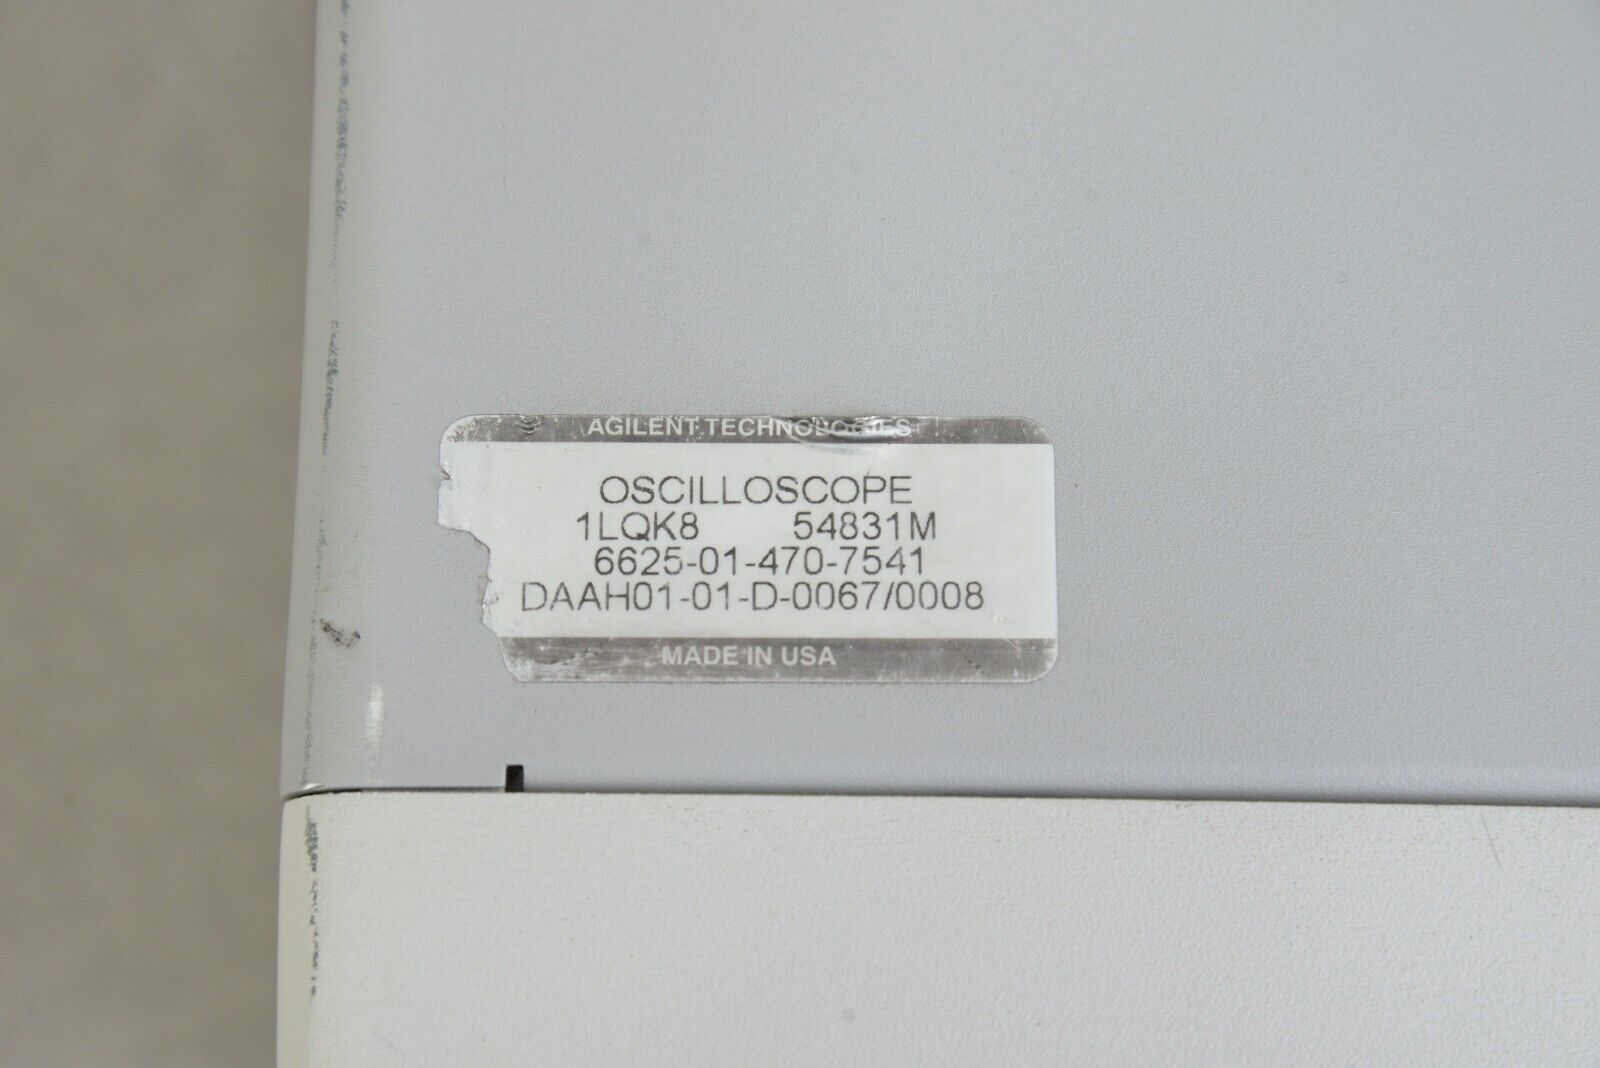 AGILENT TECHNOLOGIES
OSCILLOSCOPE
1LQK8 54831M
6625-01-470-7541
DAAH01-01-D-0067/0008
MADE IN USA